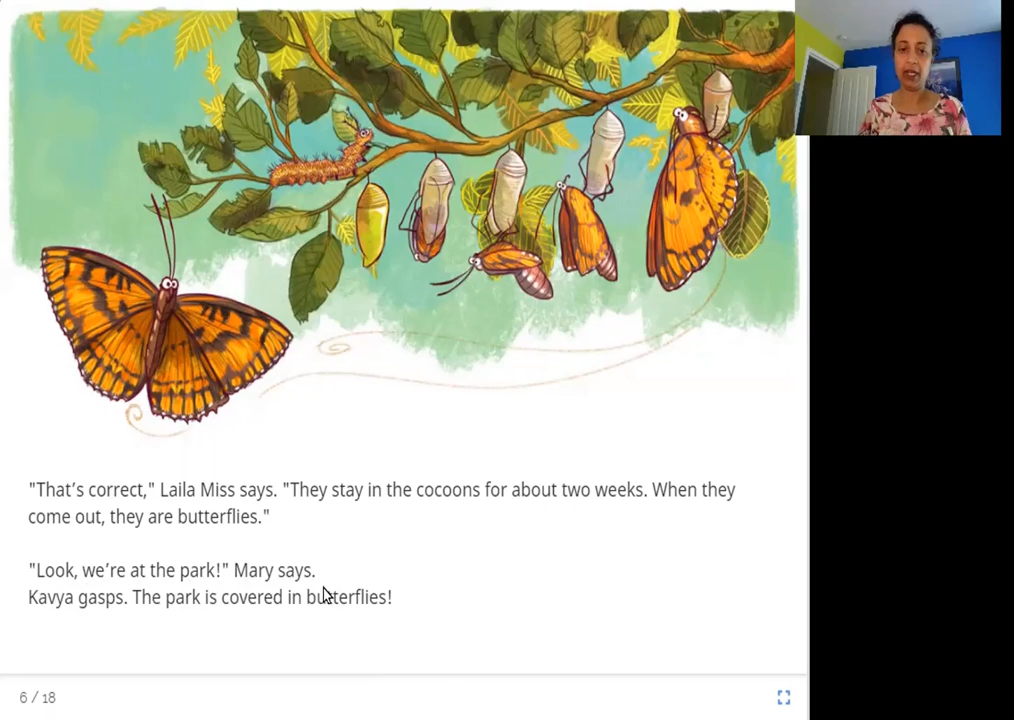 "That’s correct," Laila Miss says. "They stay in the cocoons for about two weeks. When they
come out, they are butterflies."
"Look, we’re at the park!" Mary says.
Kavya gasps. The park is covered in butterflies!
6 / 18